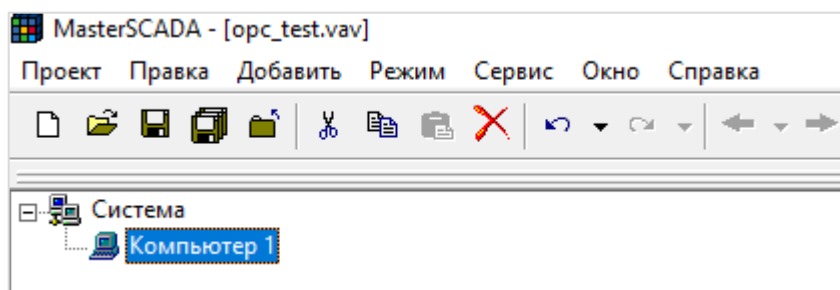 MasterSCADA - [opc_test.vav]
Проект Правка Добавить Режим Сервис Окно Справка
Система
Компьютер 1